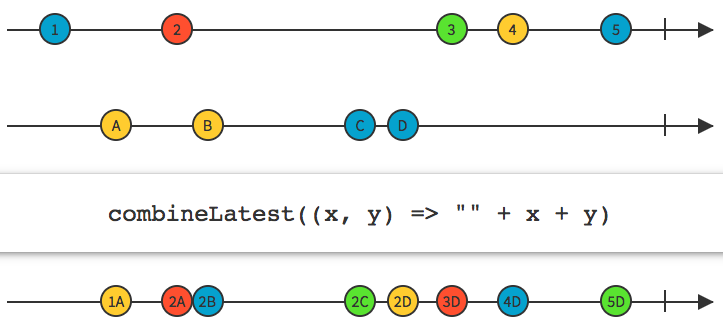 1 2 3 4 5
A B C D
combineLatest((x, y) => "" + x + y)
1A 2A 2B 2C 2D 3D 4D 5D